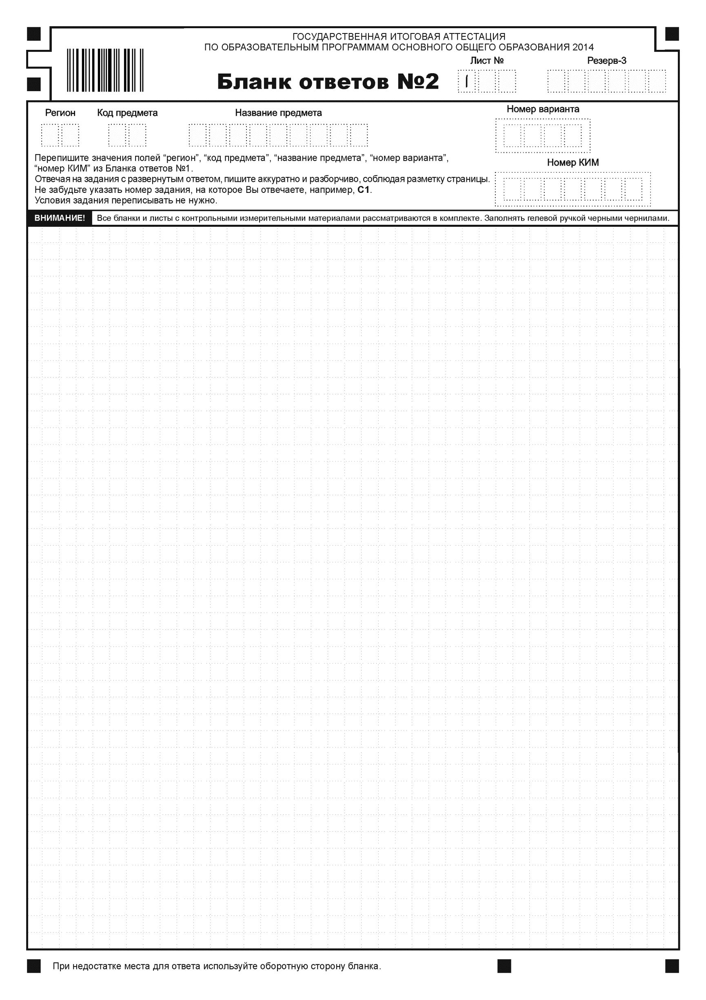 ГОСУДАРСТВЕННАЯ ИТОГОВАЯ АТТЕСТАЦИЯ
ПО ОБРАЗОВАТЕЛЬНЫМ ПРОГРАММАМ ОСНОВНОГО ОБЩЕГО ОБРАЗОВАНИЯ 2014
Лист № Резерв-3
Бланк ответов №2 1
Регион Код предмета Название предмета Номер варианта
Перепишите значения полей “регион”, “код предмета”, “название предмета”, “номер варианта”,
“номер КИМ” из Бланка ответов №1.
Номер КИМ
Отвечая на задания с развернутым ответом, пишите аккуратно и разборчиво, соблюдая разметку страницы.
Не забудьте указать номер задания, на которое Вы отвечаете, например, С1.
Условия задания переписывать не нужно.
ВНИМАНИЕ! Все бланки и листы с контрольными измерительными материалами рассматриваются в комплекте. Заполнять гелевой ручкой черными чернилами.
При недостатке места для ответа используйте оборотную сторону бланка.